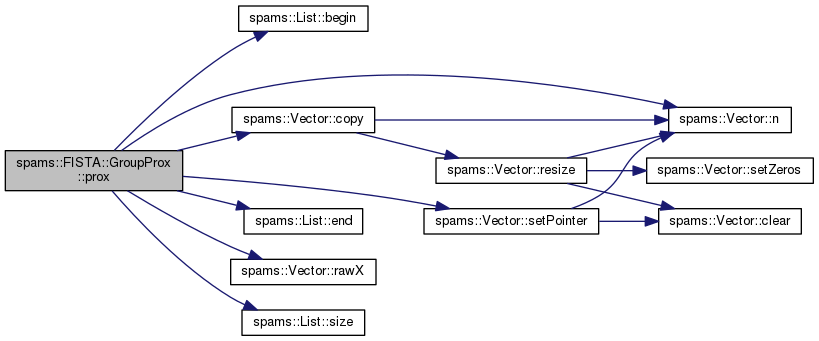 spams::List::begin
spams::Vector::copy
spams::Vector::n
spams::FISTA::GroupProx
::prox
spams::Vector::resize
spams::Vector::setZeros
spams::List::end
spams::Vector::setPointer
spams::Vector::clear
spams::Vector::rawX
spams::List::size